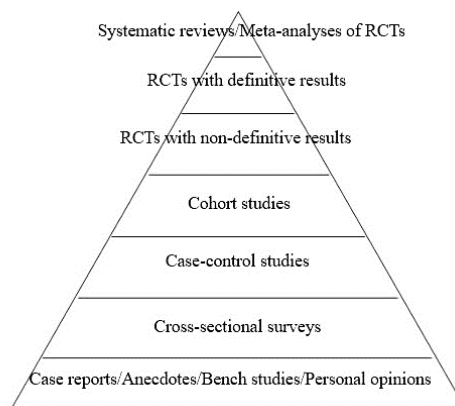 Systematic reviews/Meta-analyses of RCTs
RCTs with definitive results
RCTs with non-definitive results
Cohort studies
Case-control studies
Cross-sectional surveys
Case reports/Anecdotes/Bench studies/Personal opinions